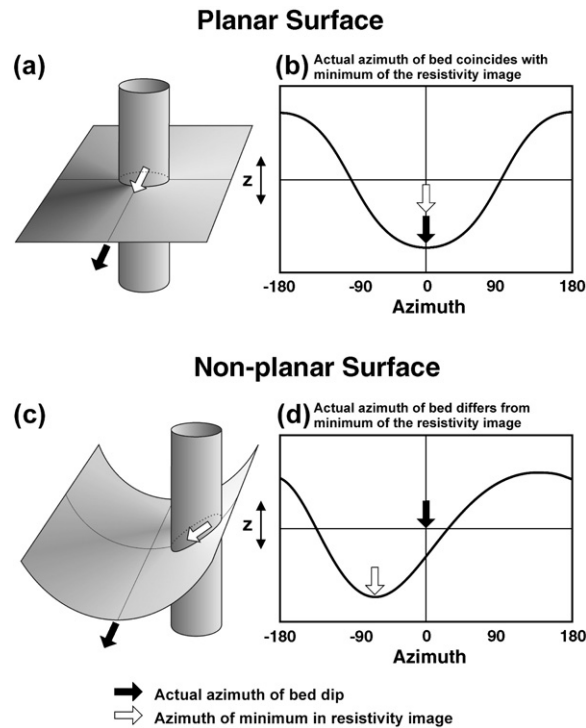 Planar Surface
(a)
(b)
Actual azimuth of bed coincides with
minimum of the resistivity image
z
-180
-90
0
90
180
Azimuth
Non-planar Surface
(c)
(d)
Actual azimuth of bed differs from
minimum of the resistivity image
z
-180
-90
0
90
180
Azimuth
Actual azimuth of bed dip
Azimuth of minimum in resistivity image